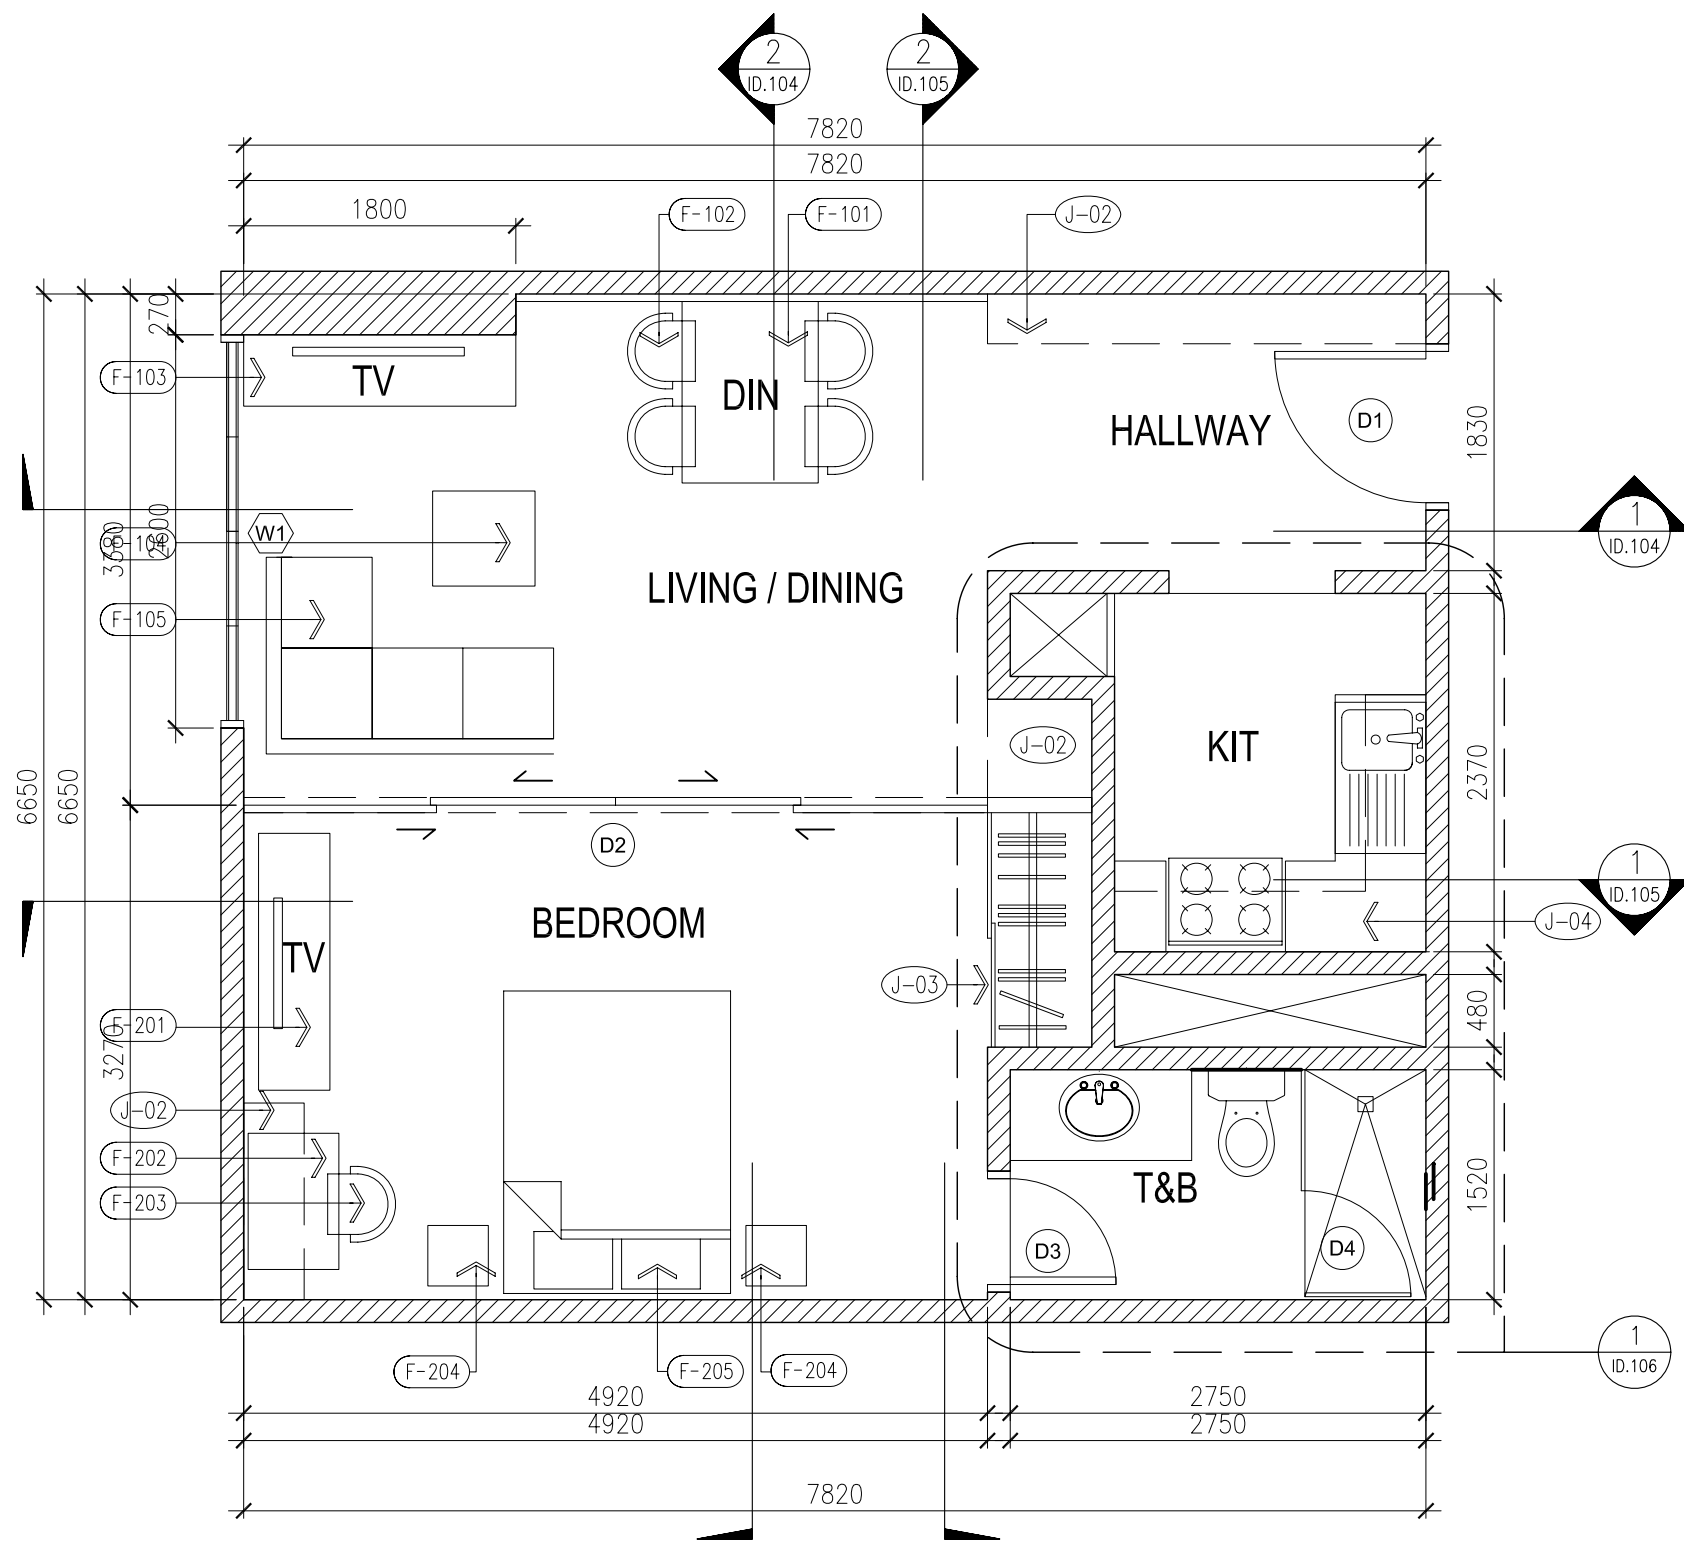 2
ID.104
2
ID.105
7820
7820
1800
F-102
F-101
J-02
270
F-103
TV
DIN
HALLWAY
D1
1830
1
ID.104
W1
3380
2600
F-104
LIVING / DINING
F-105
J-02
KIT
2370
6650
6650
D2
1
ID.105
BEDROOM
J-04
TV
J-03
480
F-201
3270
J-02
F-202
F-203
T&B
1520
D3
D4
F-204
F-205
F-204
1
ID.106
4920
2750
4920
2750
7820